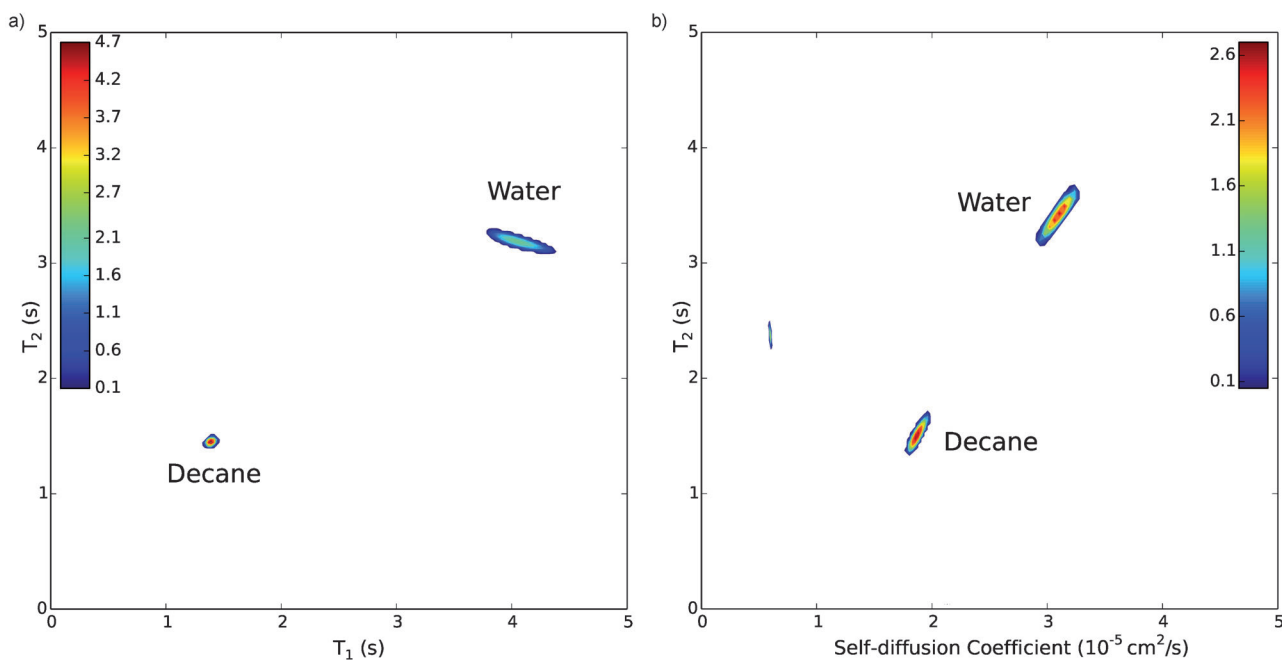 a)
5
4
3
2
1
0
T2 (s)
4.7
4.2
3.7
3.2
2.6
2.1
1.6
1.1
0.6
0.1
Water
Decane
0 1 2 3 4 5
T1 (s)
b)
5
4
3
2
1
0
T2 (s)
2.6
2.1
1.6
1.1
0.6
0.1
Water
Decane
0 1 2 3 4 5
Self-diffusion Coefficient (10-5 cm2/s)